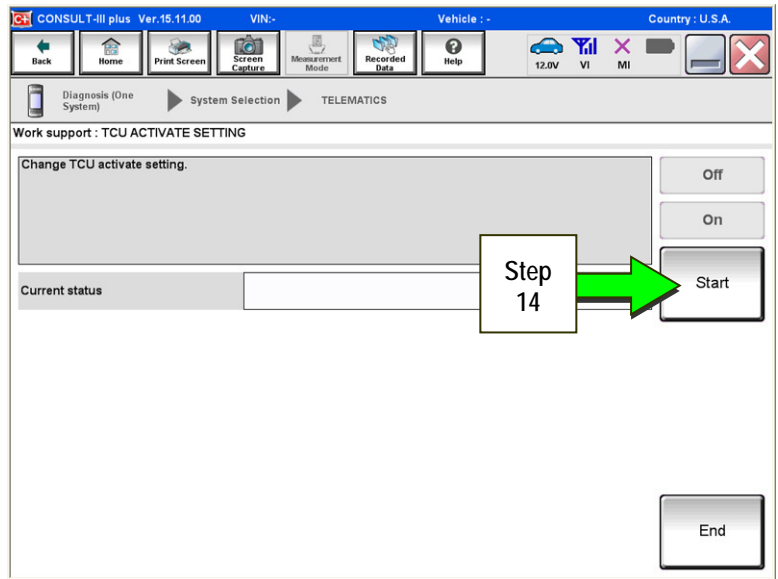 C+ CONSULT-III plus Ver.15.11.00 VIN:- Vehicle : - Country : U.S.A.
Back
Home
Print Screen
Screen
Capture
Measurement
Mode
Recorded
Data
Help
12.0V
VI
MI
Diagnosis (One
System)
System Selection
TELEMATICS
Work support : TCU ACTIVATE SETTING
Change TCU activate setting.
Off
On
Step
14
Start
Current status
End